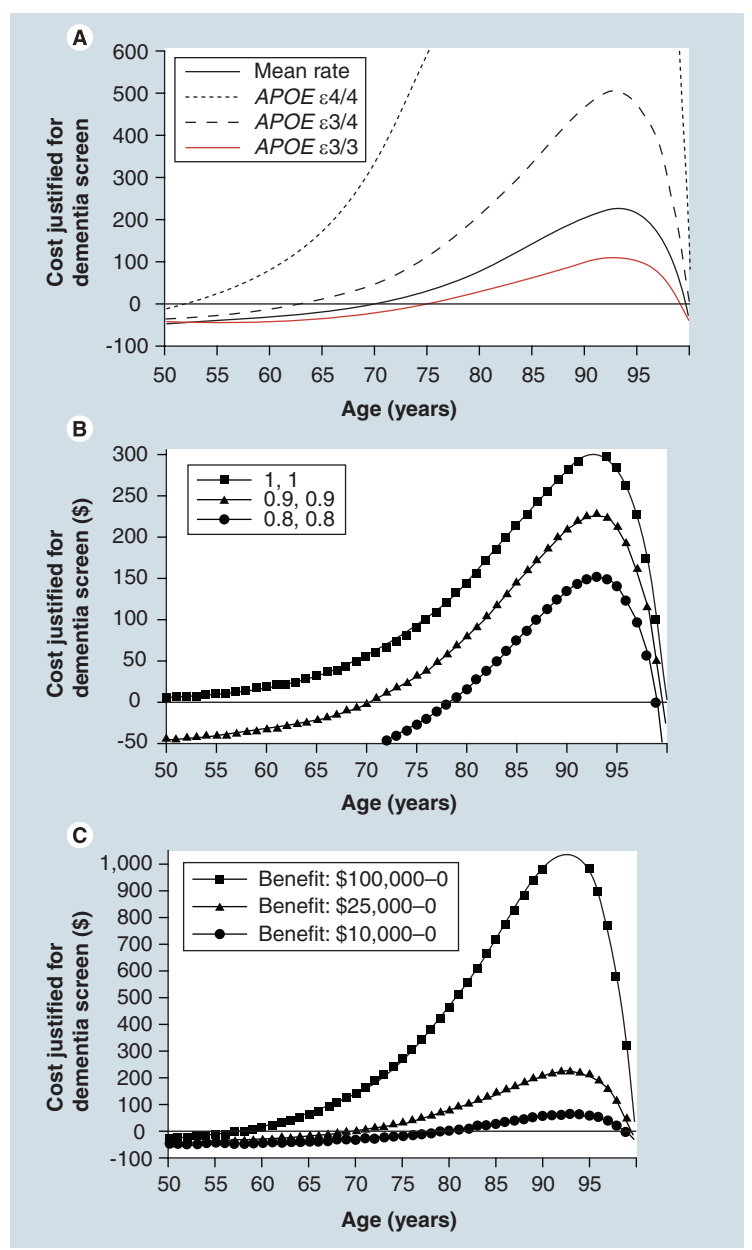 A
Cost justified for
dementia screen
600
500
400
300
200
100
0
-100
Mean rate
APOE ε4/4
APOE ε3/4
APOE ε3/3
50 55 60 65 70 75 80 85 90 95
Age (years)
B
Cost justified for
dementia screen ($)
300
250
200
150
100
50
0
-50
1, 1
0.9, 0.9
0.8, 0.8
50 55 60 65 70 75 80 85 90 95
Age (years)
C
Cost justified for
dementia screen ($)
1,000
900
800
700
600
500
400
300
200
100
0
-100
Benefit: $100,000–0
Benefit: $25,000–0
Benefit: $10,000–0
50 55 60 65 70 75 80 85 90 95
Age (years)